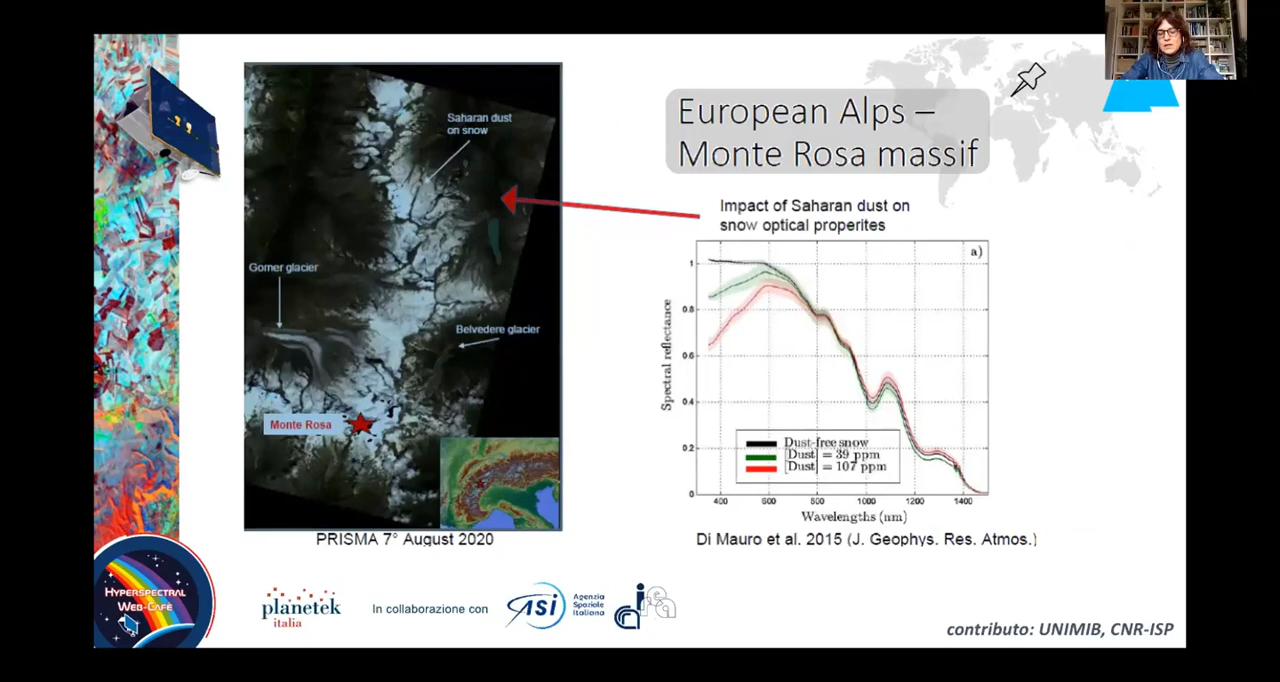 European Alps –
Monte Rosa massif
Saharan dust
on snow
Gorner glacier
Belvedere glacier
Monte Rosa
PRISMA 7° August 2020
Impact of Saharan dust on
snow optical properites
a)
Spectral reflectance
1
0.8
0.6
0.4
0.2
0
Dust-free snow
[Dust] = 39 ppm
[Dust] = 107 ppm
400 600 800 1000 1200 1400
Wavelengths (nm)
Di Mauro et al. 2015 (J. Geophys. Res. Atmos.)
HYPERSPECTRAL
WEB-CAFÈ
planetek
italia
In collaborazione con
ASI
Agenzia
Spaziale
Italiana
contributo: UNIMIB, CNR-ISP